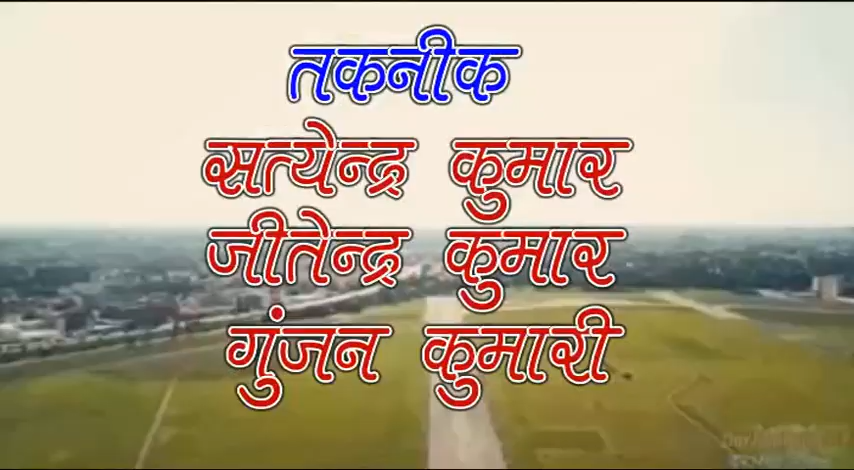 तकनीक
सत्येन्द्र कुमार
जीतेन्द्र कुमार
गुंजन कुमारी